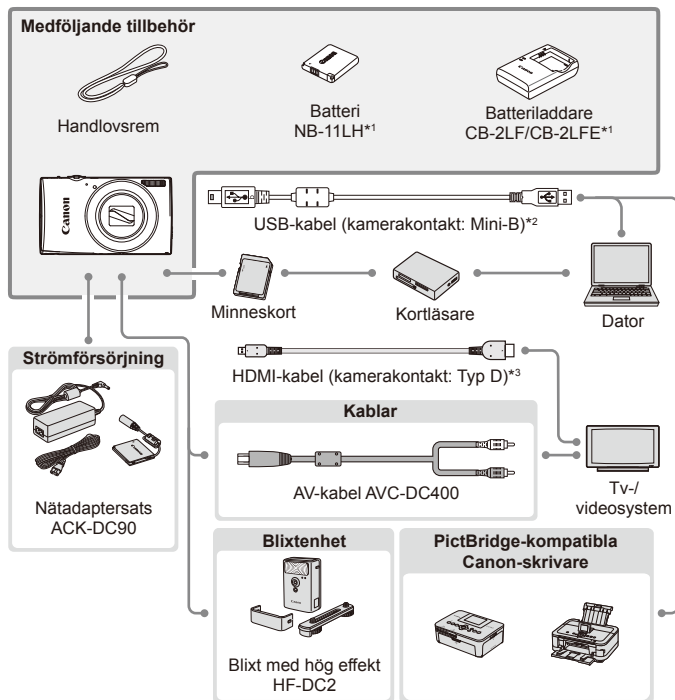 Medföljande tillbehör
Handlovsrem
Batteri
NB-11LH*1
Batteriladdare
CB-2LF/CB-2LFE*1
Canon
USB-kabel (kamerakontakt: Mini-B)*2
Minneskort
Kortläsare
Dator
HDMI-kabel (kamerakontakt: Typ D)*3
Strömförsörjning
Nätadaptersats
ACK-DC90
Kablar
AV-kabel AVC-DC400
Tv-/
videosystem
Blixtenhet
Blixt med hög effekt
HF-DC2
PictBridge-kompatibla
Canon-skrivare